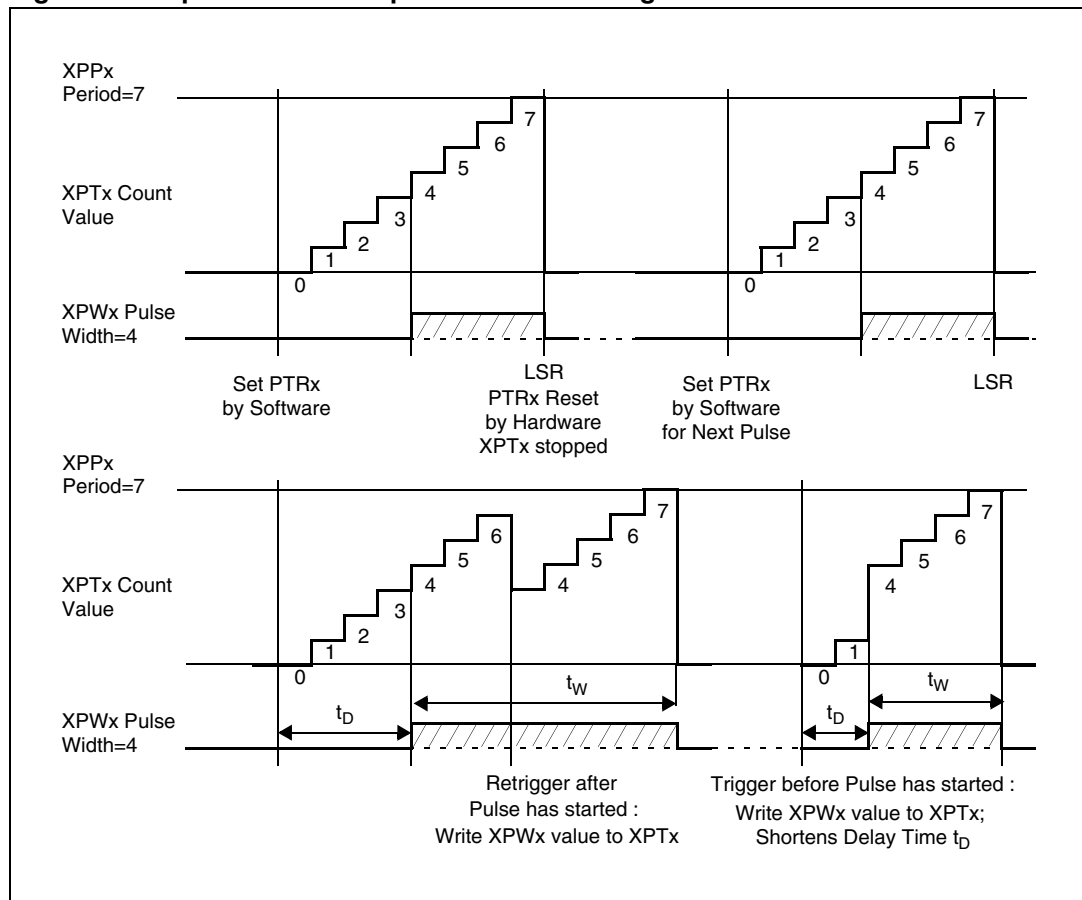 XPPx
Period=7
7
7
6
6
5
5
XPTx Count
Value
4
4
3
3
2
2
1
1
0
0
XPWx Pulse
Width=4
Set PTRx
by Software
LSR
PTRx Reset
by Hardware
XPTx stopped
Set PTRx
by Software
for Next Pulse
LSR
XPPx
Period=7
7
7
6
6
6
5
5
5
XPTx Count
Value
4
4
4
3
2
1
1
0
0
tW
tW
XPWx Pulse
Width=4
tD
tD
Retrigger after
Pulse has started :
Write XPWx value to XPTx
Trigger before Pulse has started :
Write XPWx value to XPTx;
Shortens Delay Time tD